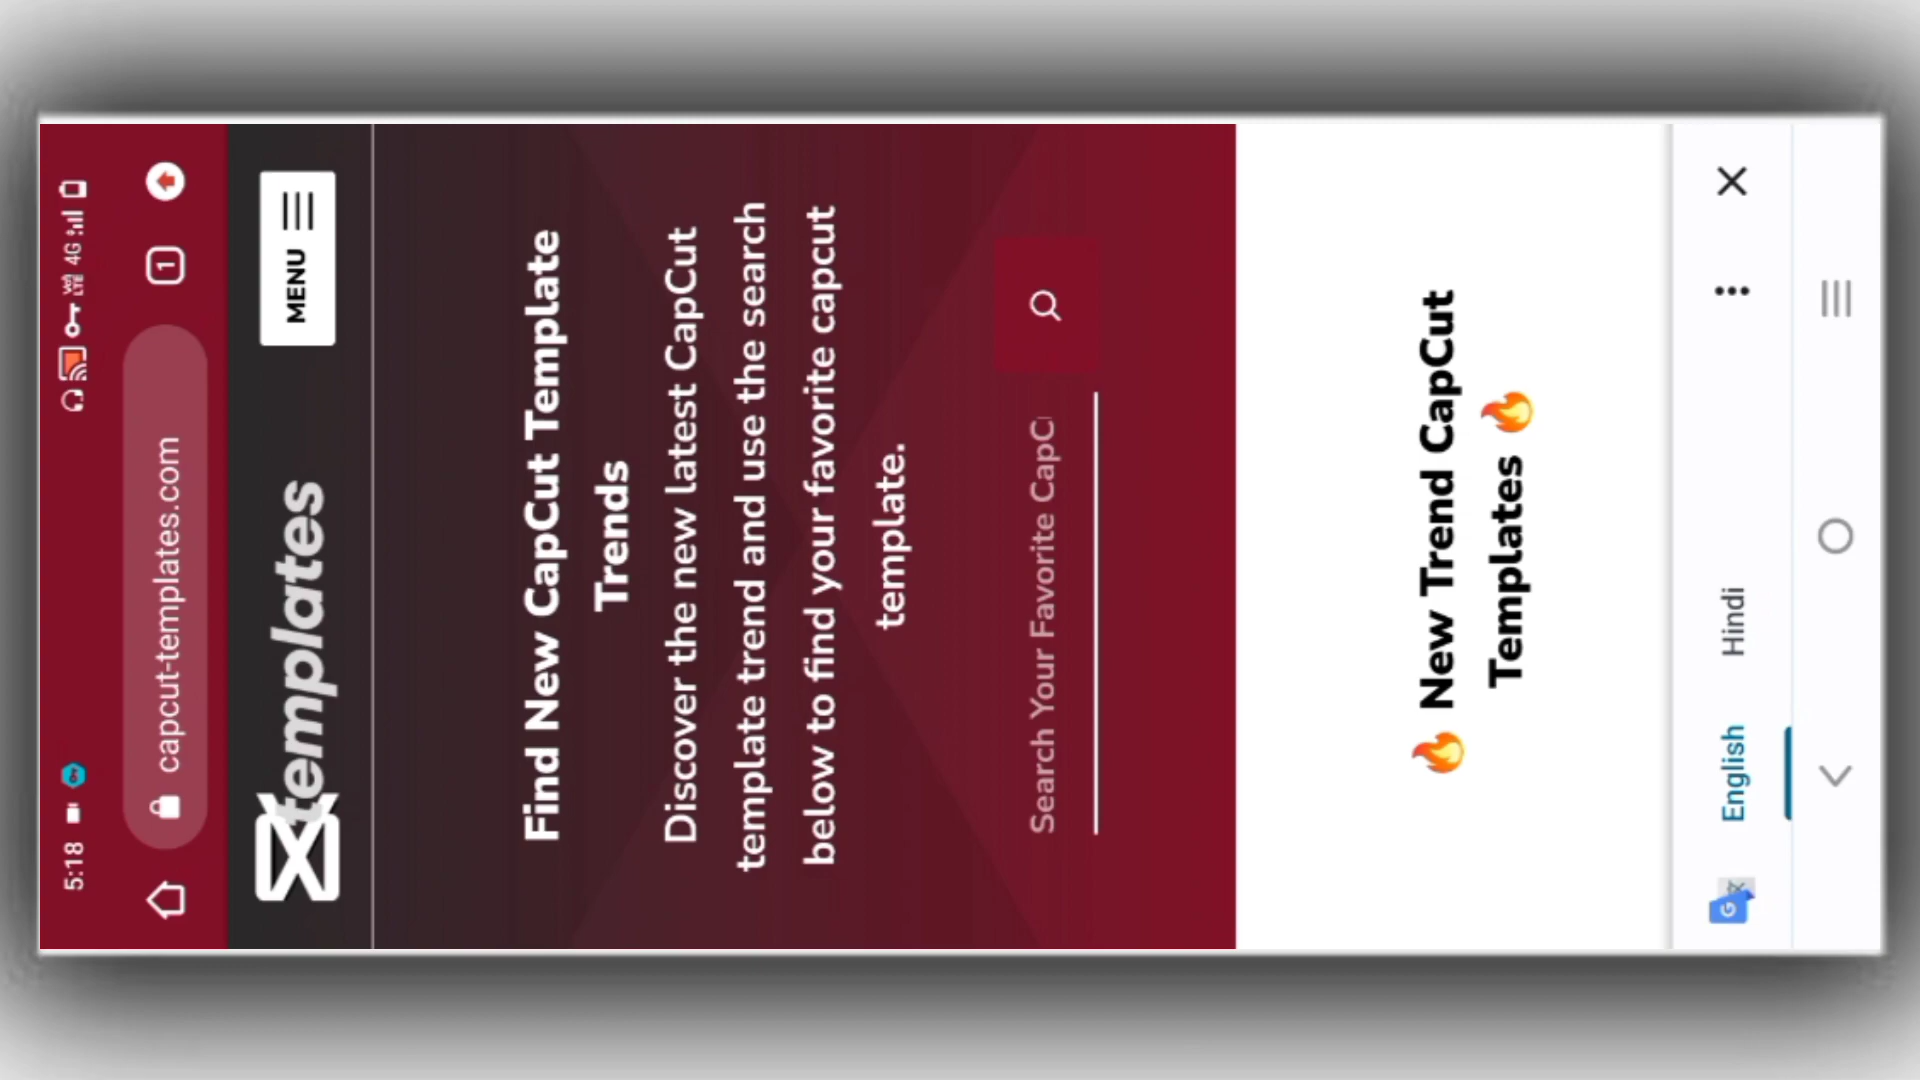 5:18
4G
capcut-templates.com
1
templates
MENU
Find New CapCut Template
Trends
Discover the new latest CapCut
template trend and use the search
below to find your favorite capcut
template.
Search Your Favorite CapC
🔥 New Trend CapCut
Templates 🔥
English
Hindi